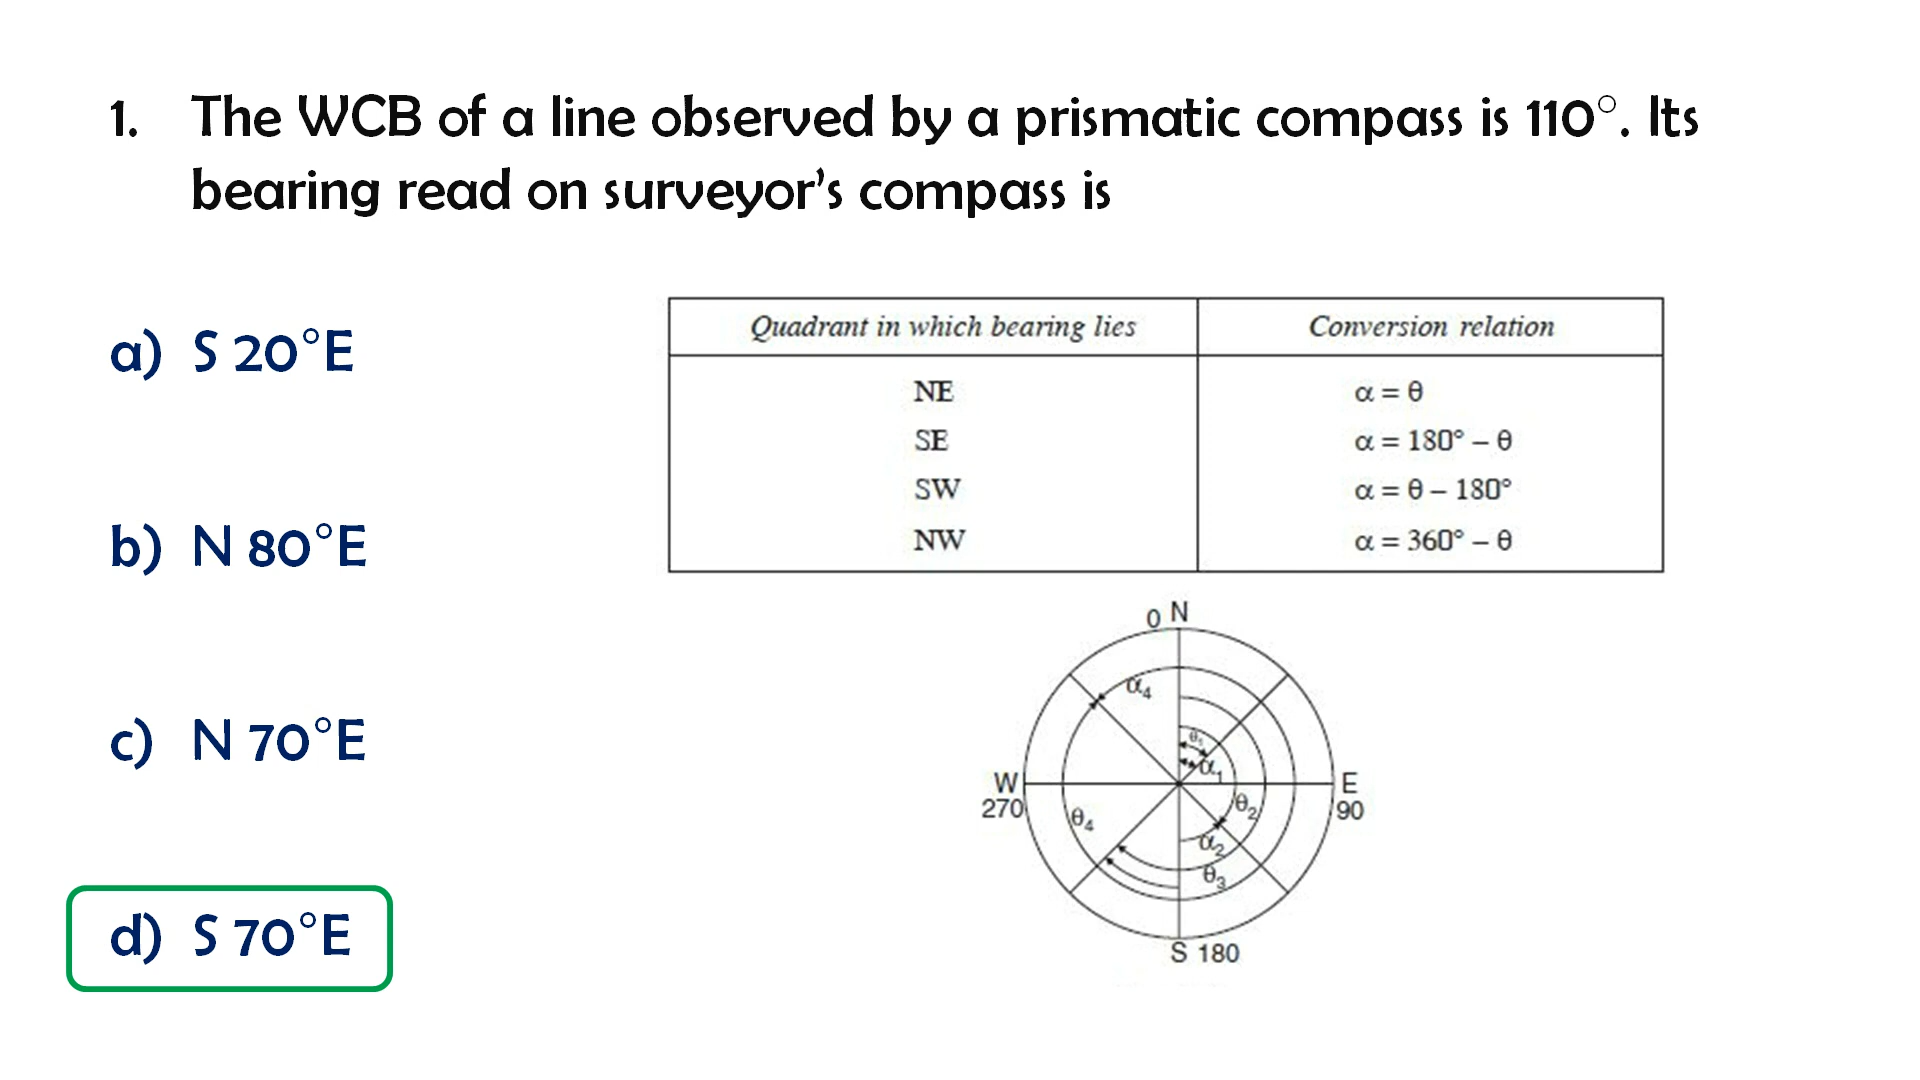 1. The WCB of a line observed by a prismatic compass is 110°. Its
bearing read on surveyor's compass is
a) S 20°E
b) N 80°E
c) N 70°E
d) S 70°E
Quadrant in which bearing lies Conversion relation
NE α = θ
SE α = 180° – θ
SW α = θ – 180°
NW α = 360° – θ
0 N
α4
θ1
α1
W E
270 90
θ2
θ4
α2
θ3
S 180